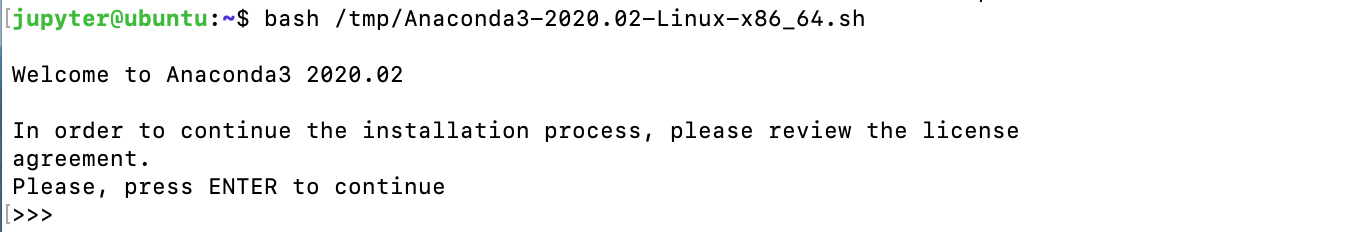 [jupyter@ubuntu:~$ bash /tmp/Anaconda3-2020.02-Linux-x86_64.sh
Welcome to Anaconda3 2020.02
In order to continue the installation process, please review the license
agreement.
Please, press ENTER to continue
[>>>